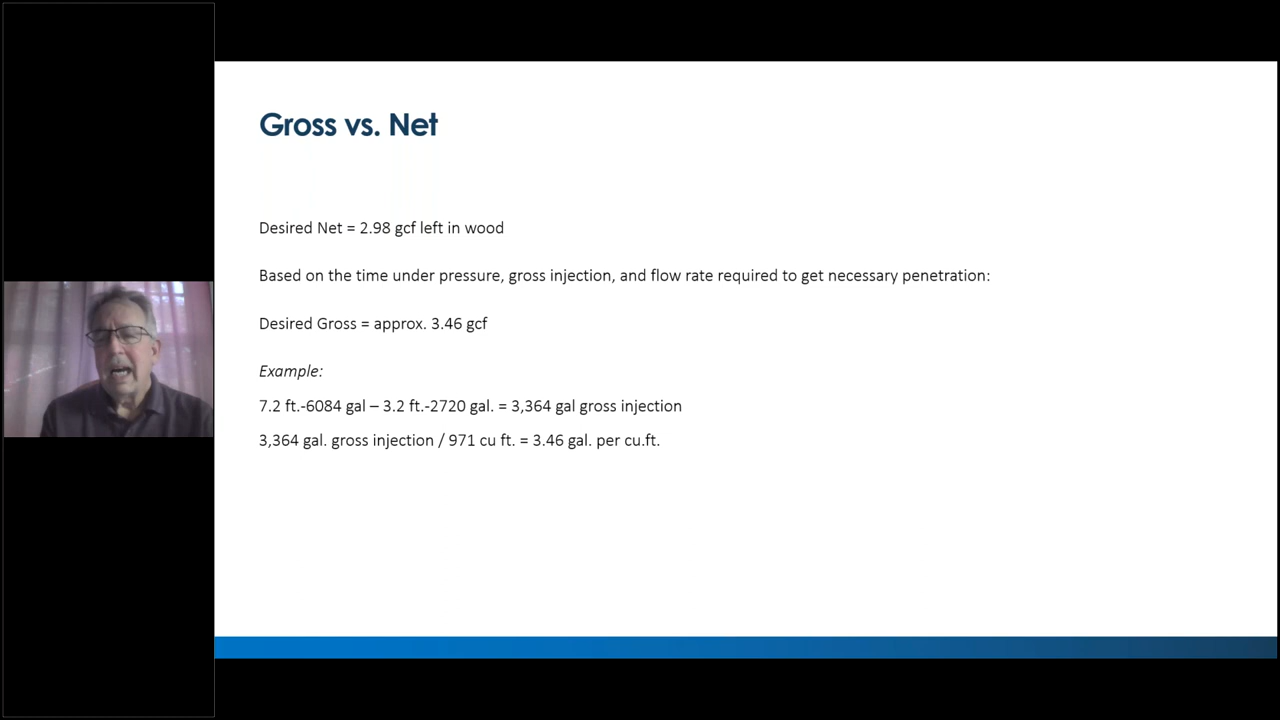 Gross vs. Net
Desired Net = 2.98 gcf left in wood
Based on the time under pressure, gross injection, and flow rate required to get necessary penetration:
Desired Gross = approx. 3.46 gcf
Example:
7.2 ft.-6084 gal – 3.2 ft.-2720 gal. = 3,364 gal gross injection
3,364 gal. gross injection / 971 cu ft. = 3.46 gal. per cu.ft.